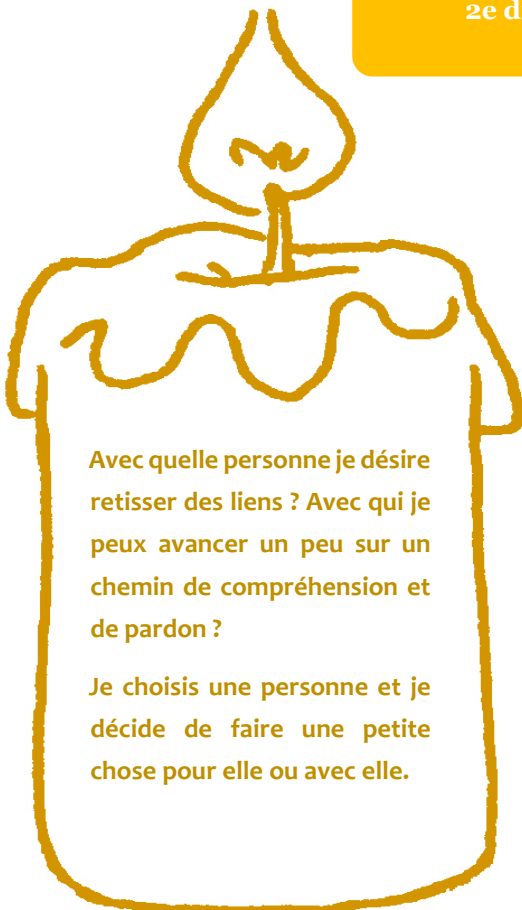 2e d
Avec quelle personne je désire
retisser des liens ? Avec qui je
peux avancer un peu sur un
chemin de compréhension et
de pardon ?
Je choisis une personne et je
décide de faire une petite
chose pour elle ou avec elle.